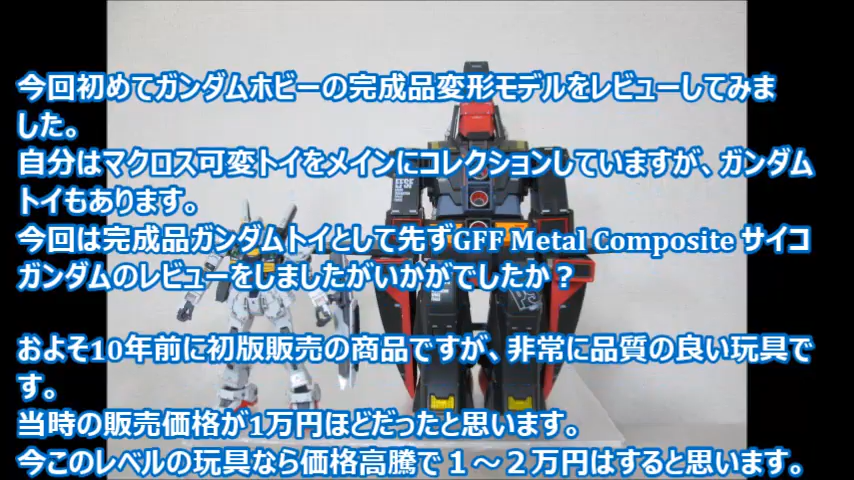 今回初めてガンダムホビーの完成品変形モデルをレビューしてみま
した。
自分はマクロス可変トイをメインにコレクションしていますが、ガンダム
トイもあります。
今回は完成品ガンダムトイとして先ずGFF Metal Composite サイコ
ガンダムのレビューをしましたがいかがでしたか？
およそ10年前に初版販売の商品ですが、非常に品質の良い玩具で
す。
当時の販売価格が1万円ほどだったと思います。
今このレベルの玩具なら価格高騰で１～２万円はすると思います。